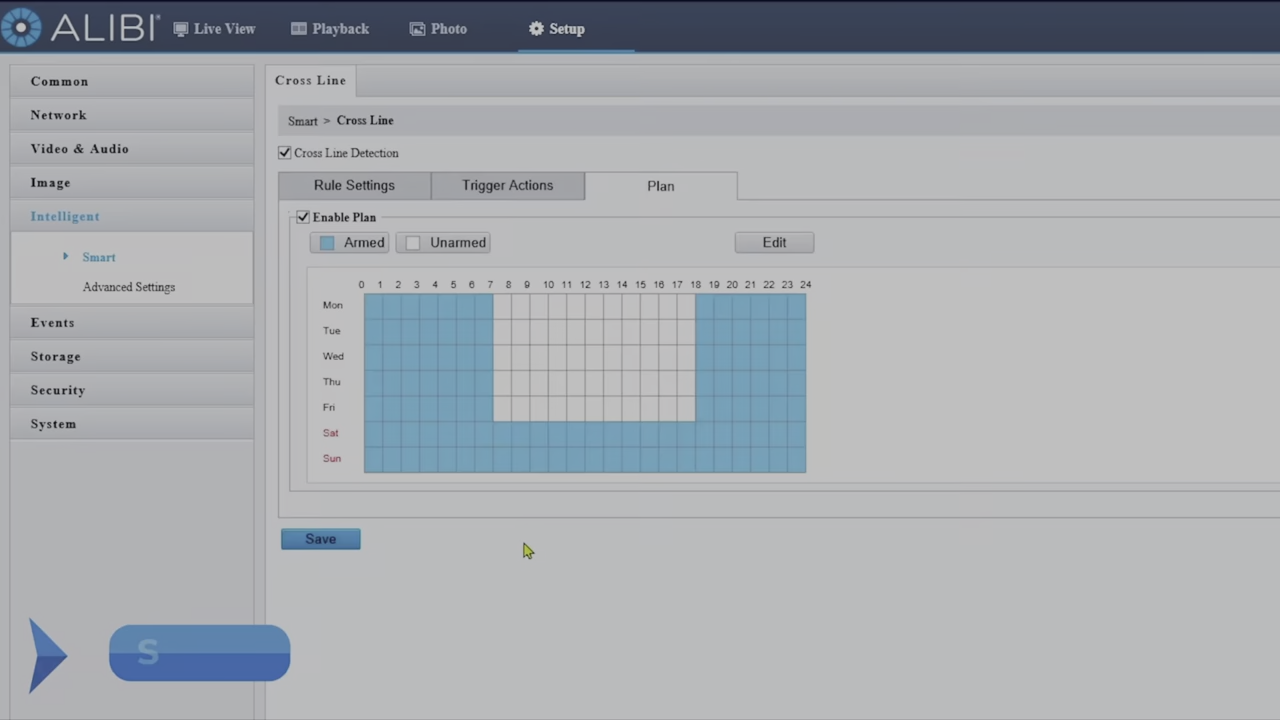 ALIBI Live View Playback Photo Setup
Common
Network
Video & Audio
Image
Intelligent
Smart
Advanced Settings
Events
Storage
Security
System
Cross Line
Smart > Cross Line
Cross Line Detection
Rule Settings Trigger Actions Plan
Enable Plan
Armed Unarmed Edit
0 1 2 3 4 5 6 7 8 9 10 11 12 13 14 15 16 17 18 19 20 21 22 23 24
Mon
Tue
Wed
Thu
Fri
Sat
Sun
Save
S